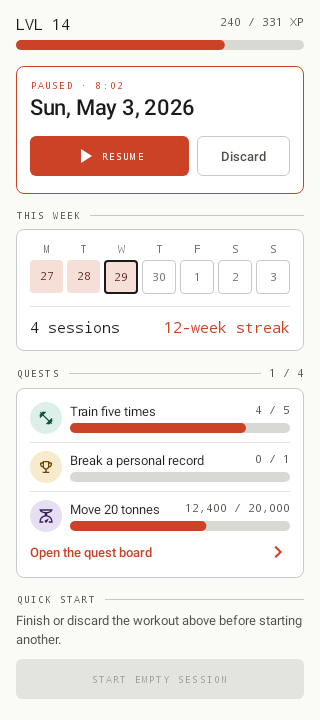 LVL 14
240 / 331 XP
PAUSED · 8:02
Sun, May 3, 2026
RESUME
Discard
THIS WEEK
M T W T F S S
27 28 29 30 1 2 3
4 sessions
12-week streak
QUESTS
1 / 4
Train five times
4 / 5
Break a personal record
0 / 1
Move 20 tonnes
12,400 / 20,000
Open the quest board
QUICK START
Finish or discard the workout above before starting
another.
START EMPTY SESSION